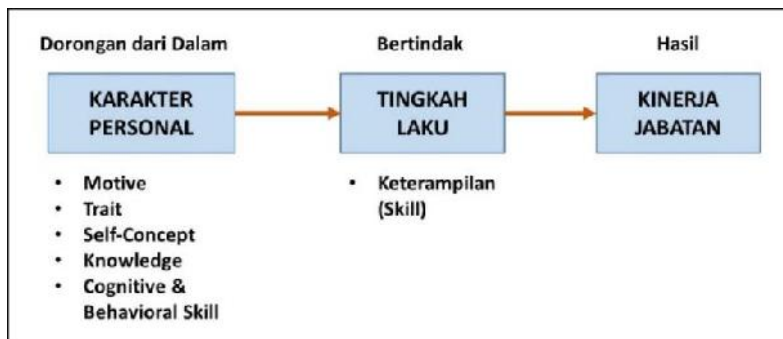 Dorongan dari Dalam
Bertindak
Hasil
KARAKTER
PERSONAL
TINGKAH
LAKU
KINERJA
JABATAN
• Motive
• Trait
• Self-Concept
• Knowledge
• Cognitive &
Behavioral Skill
• Keterampilan
(Skill)